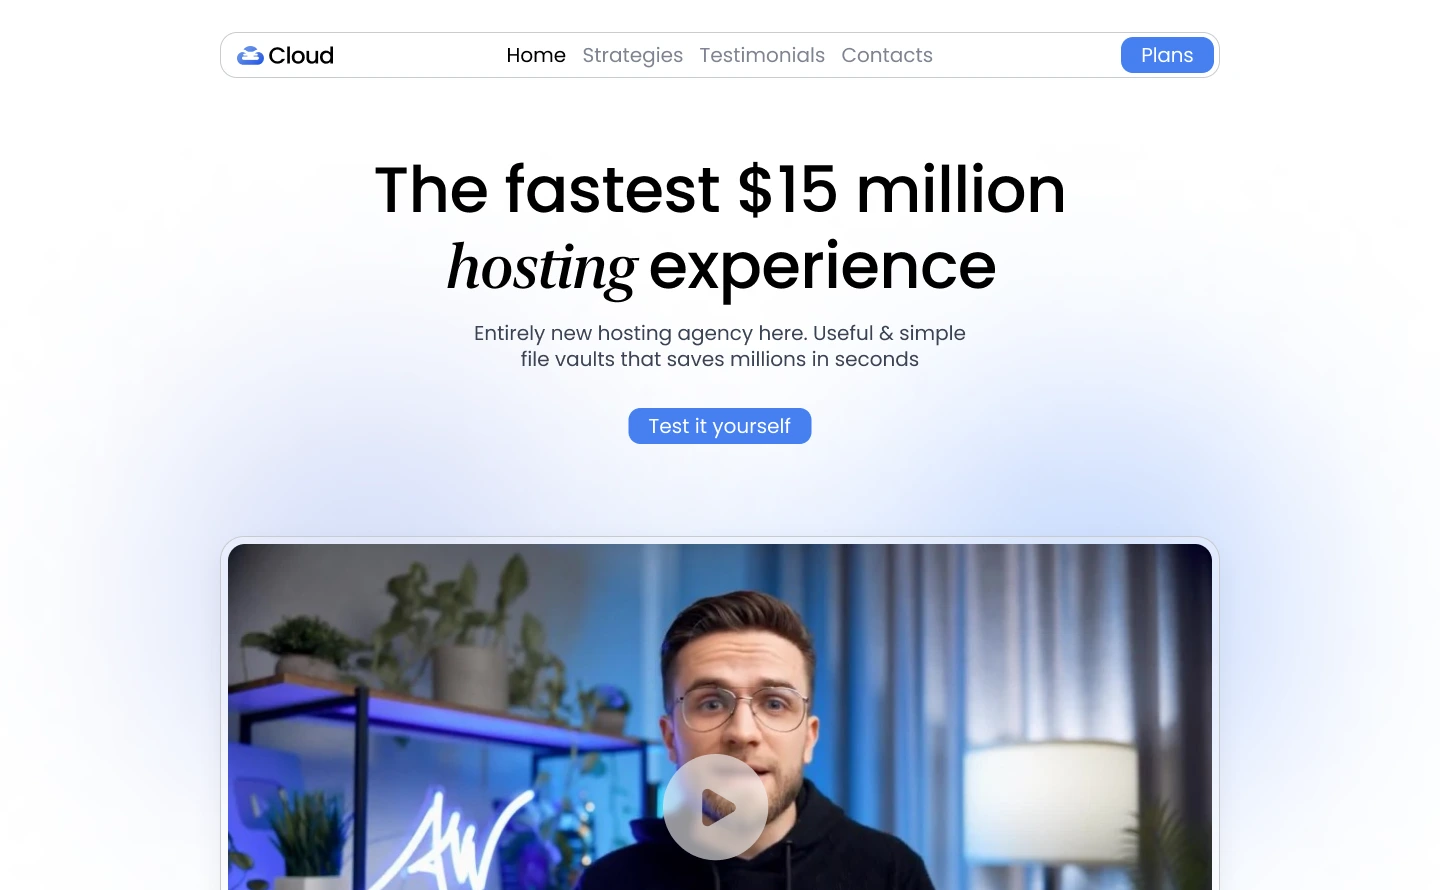 Cloud
Home Strategies Testimonials Contacts
Plans
The fastest $15 million
hosting experience
Entirely new hosting agency here. Useful & simple
file vaults that saves millions in seconds
Test it yourself
AW